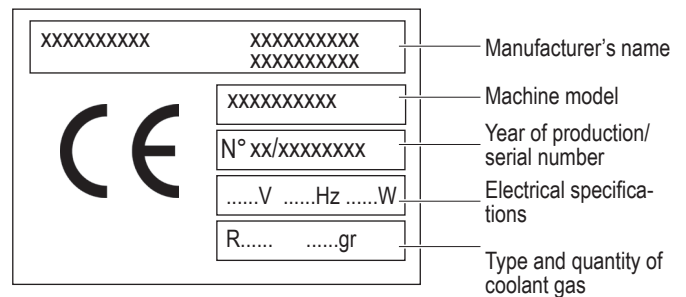 xxxxxxxxxx xxxxxxxxxx
xxxxxxxxxx
Manufacturer's name
CE
xxxxxxxxxx
Machine model
N° xx/xxxxxxxx
Year of production/
serial number
......V ......Hz ......W
Electrical specifica-
tions
R...... ......gr
Type and quantity of
coolant gas